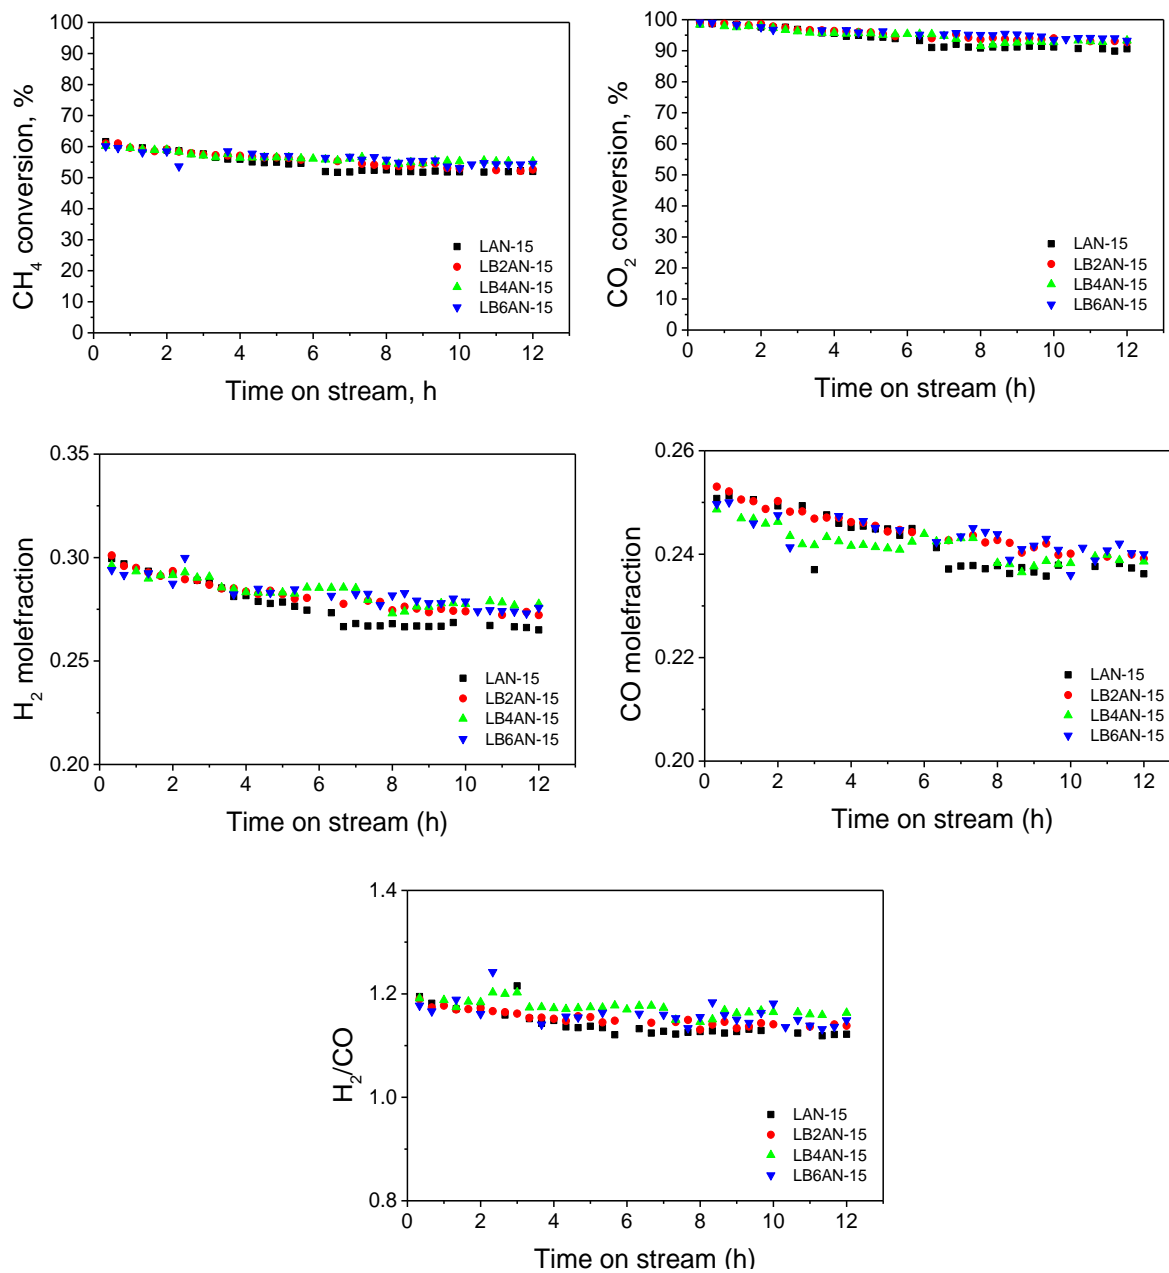 100
90
80
70
60
50
40
30
20
10
0
CH₄ conversion, %
LAN-15
LB2AN-15
LB4AN-15
LB6AN-15
0 2 4 6 8 10 12
Time on stream, h
100
90
80
70
60
50
40
30
20
10
0
CO₂ conversion, %
LAN-15
LB2AN-15
LB4AN-15
LB6AN-15
0 2 4 6 8 10 12
Time on stream (h)
0.35
0.30
0.25
0.20
H₂ molefraction
LAN-15
LB2AN-15
LB4AN-15
LB6AN-15
0 2 4 6 8 10 12
Time on stream (h)
0.26
0.24
0.22
0.20
CO molefraction
LAN-15
LB2AN-15
LB4AN-15
LB6AN-15
0 2 4 6 8 10 12
Time on stream (h)
1.4
1.2
1.0
0.8
H₂/CO
LAN-15
LB2AN-15
LB4AN-15
LB6AN-15
0 2 4 6 8 10 12
Time on stream (h)